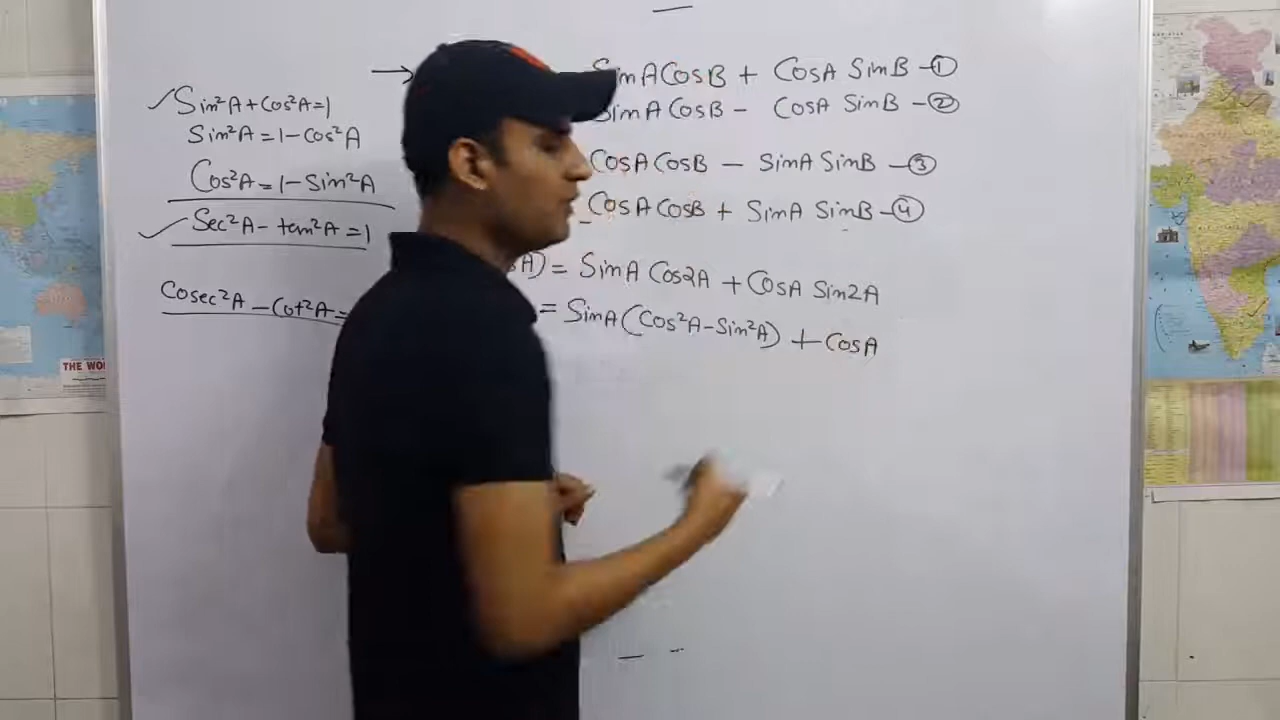 Sin²A + Cos²A = 1
Sin²A = 1 - Cos²A
Cos²A = 1 - Sin²A
Sec²A - tan²A = 1
Cosec²A - Cot²A =
→ SinA CosB + CosA SinB - ①
SinA CosB - CosA SinB - ②
CosA CosB - SinA SinB - ③
CosA CosB + SinA SinB - ④
A) = SinA Cos2A + CosA Sin2A
= SinA (Cos²A - Sin²A) + CosA
THE WO